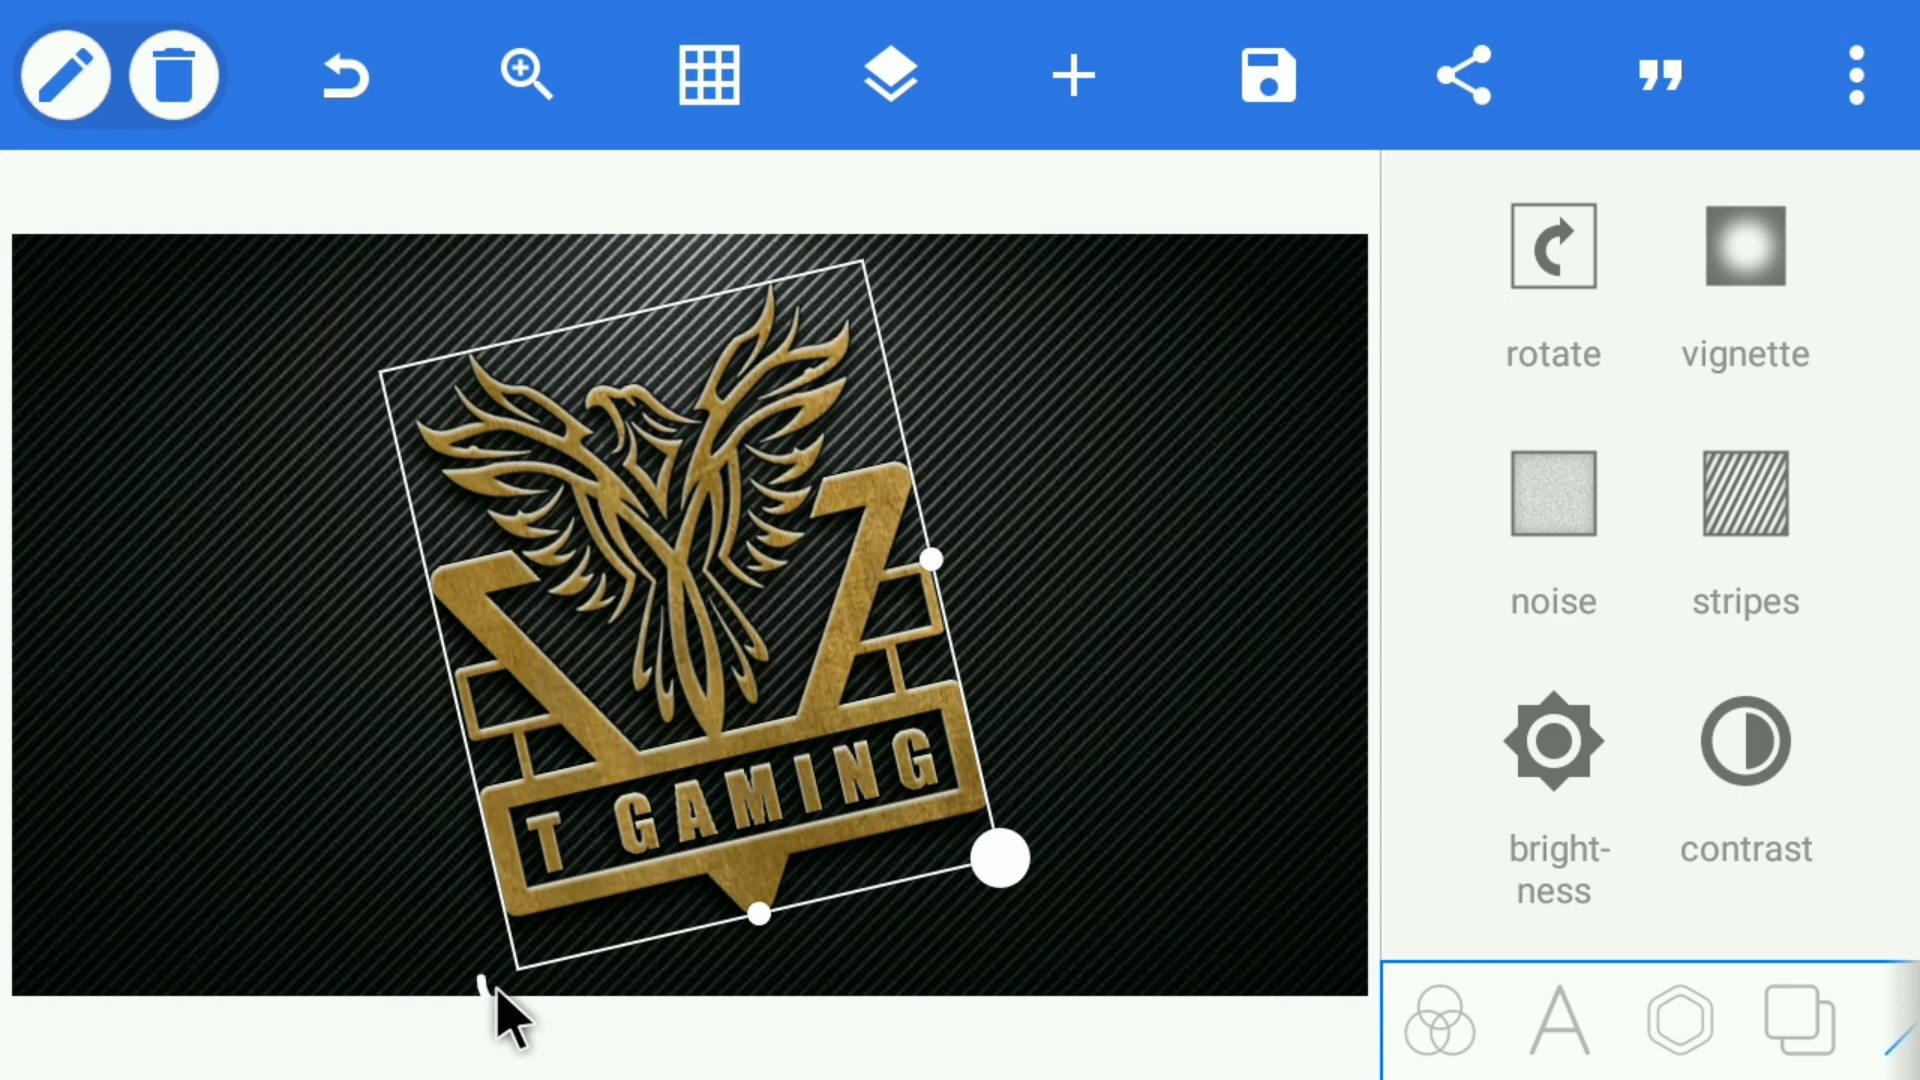 rotate
vignette
noise
stripes
bright-
ness
contrast
T GAMING